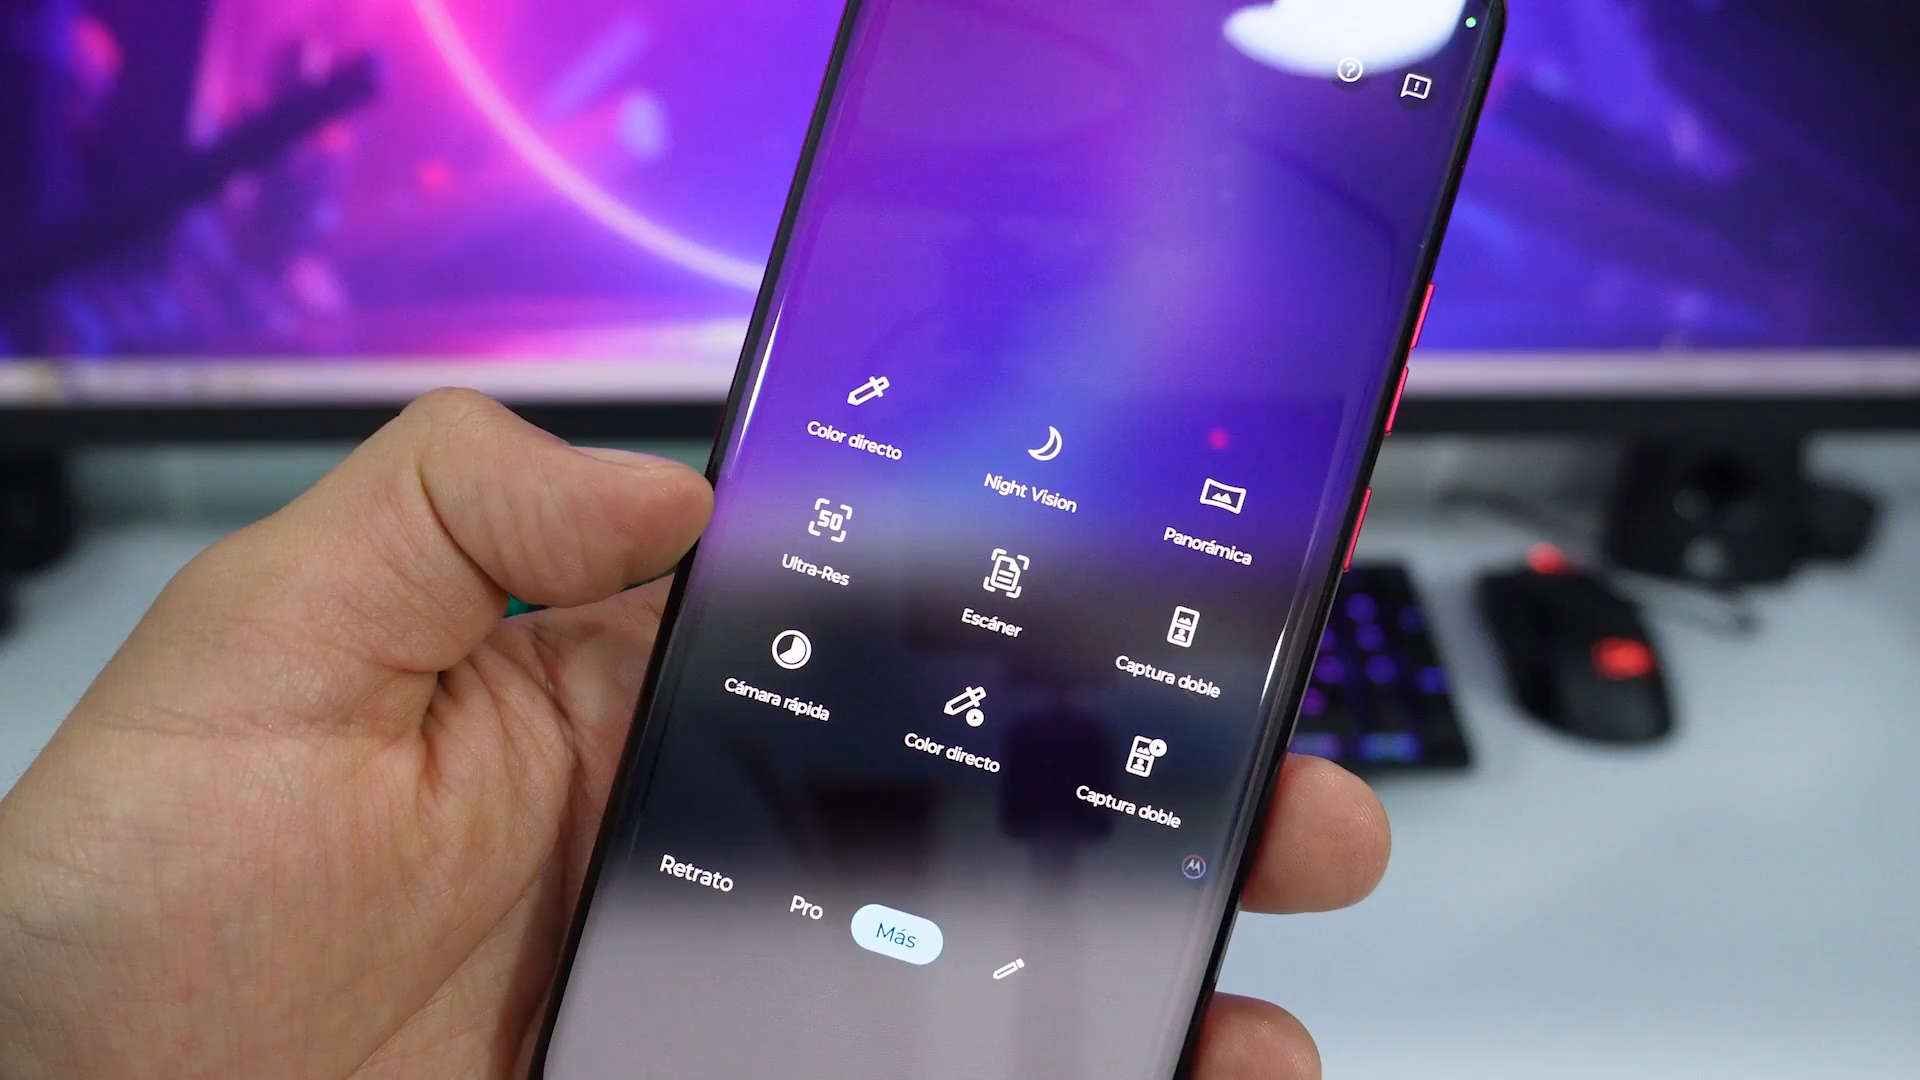 Color directo
Night Vision
Panorámica
50
Ultra-Res
Escáner
Captura doble
Cámara rápida
Color directo
Captura doble
Retrato
Pro
Más